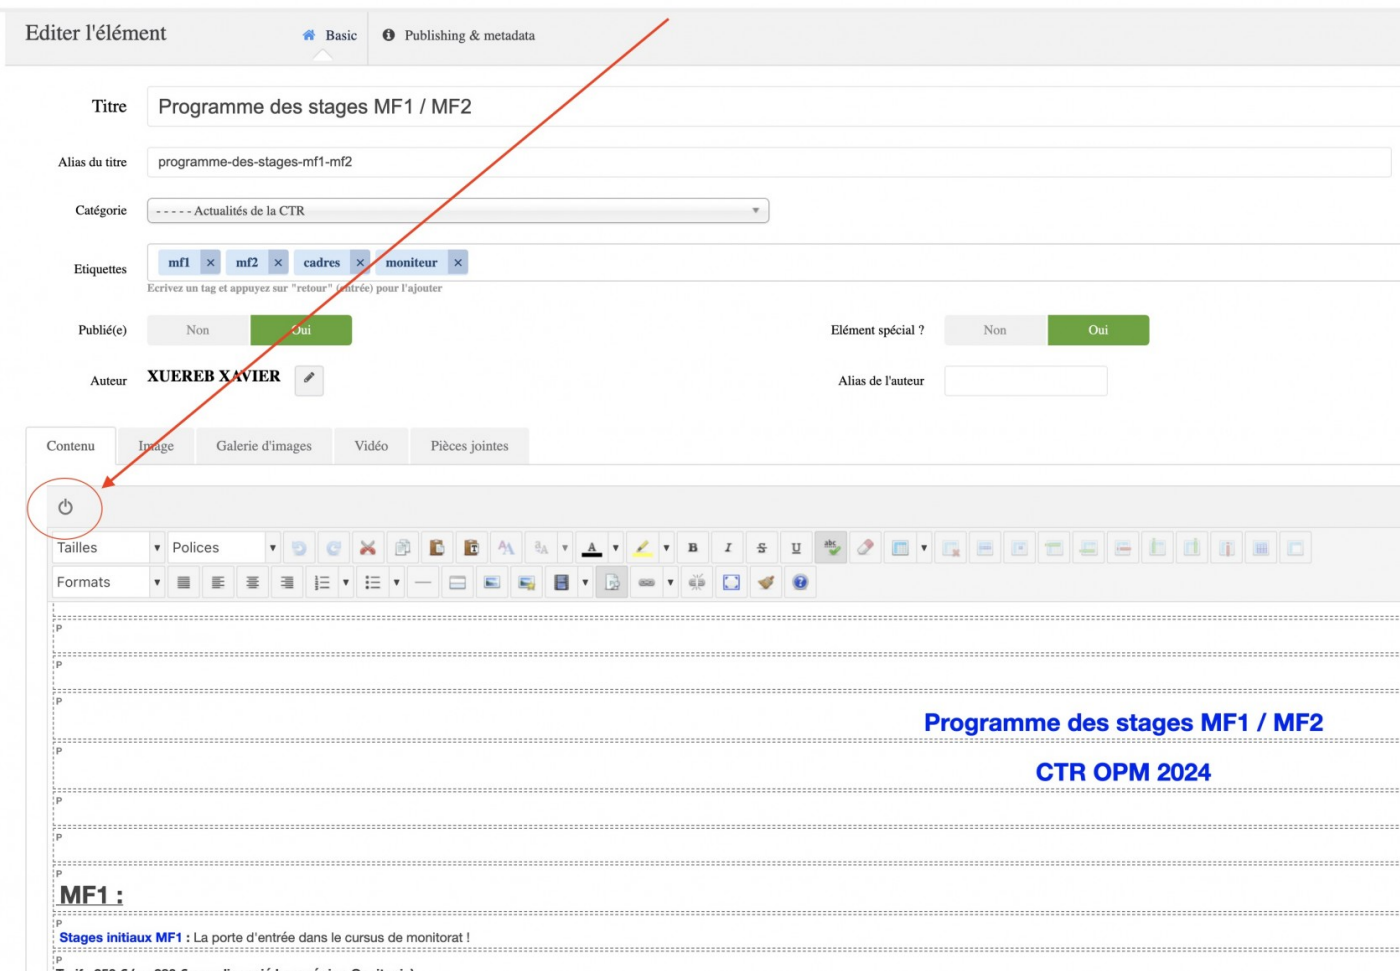 Editer l'élément
Basic
Publishing & metadata
Titre
Programme des stages MF1 / MF2
Alias du titre
programme-des-stages-mf1-mf2
Catégorie
- - - - - Actualités de la CTR
Etiquettes
mf1 × mf2 × cadres × moniteur ×
Ecrivez un tag et appuyez sur "retour" (entrée) pour l'ajouter
Publié(e)
Non Oui
Elément spécial ?
Non Oui
Auteur
XUEREB XAVIER
Alias de l'auteur
Contenu Image Galerie d'images Vidéo Pièces jointes
Tailles Polices A B I S U abc
Formats
P
P
P
Programme des stages MF1 / MF2
P
CTR OPM 2024
P
P
P
MF1 :
P
Stages initiaux MF1 : La porte d'entrée dans le cursus de monitorat !
P